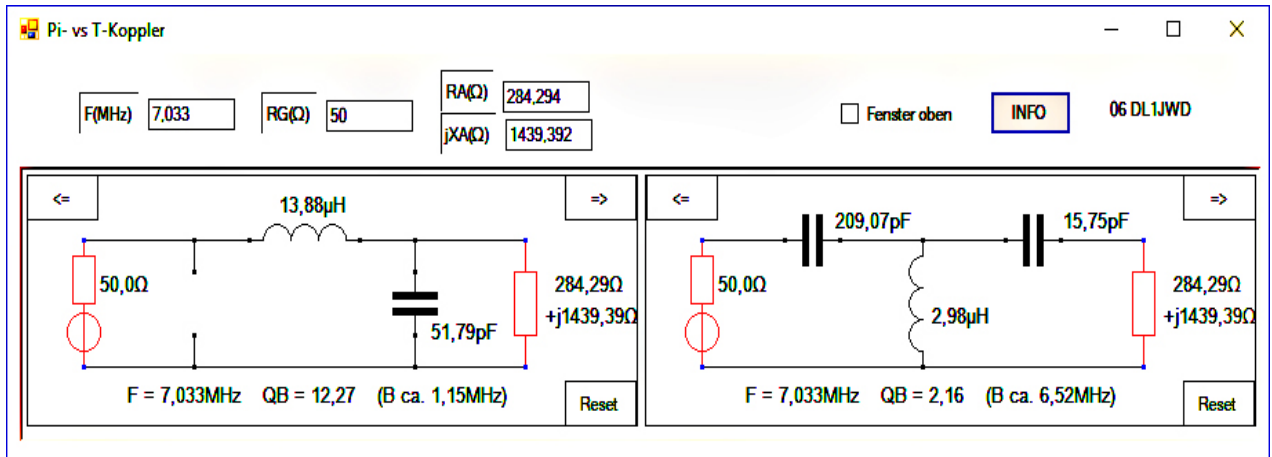 Pi- vs T-Koppler
F(MHz) 7,033 RG(Ω) 50 RA(Ω) 284,294
jXA(Ω) 1439,392
Fenster oben INFO 06 DL1JWD
<= =>
13,88µH
50,0Ω
284,29Ω
+j1439,39Ω
51,79pF
F = 7,033MHz QB = 12,27 (B ca. 1,15MHz)
Reset
<= =>
209,07pF 15,75pF
50,0Ω
284,29Ω
+j1439,39Ω
2,98µH
F = 7,033MHz QB = 2,16 (B ca. 6,52MHz)
Reset